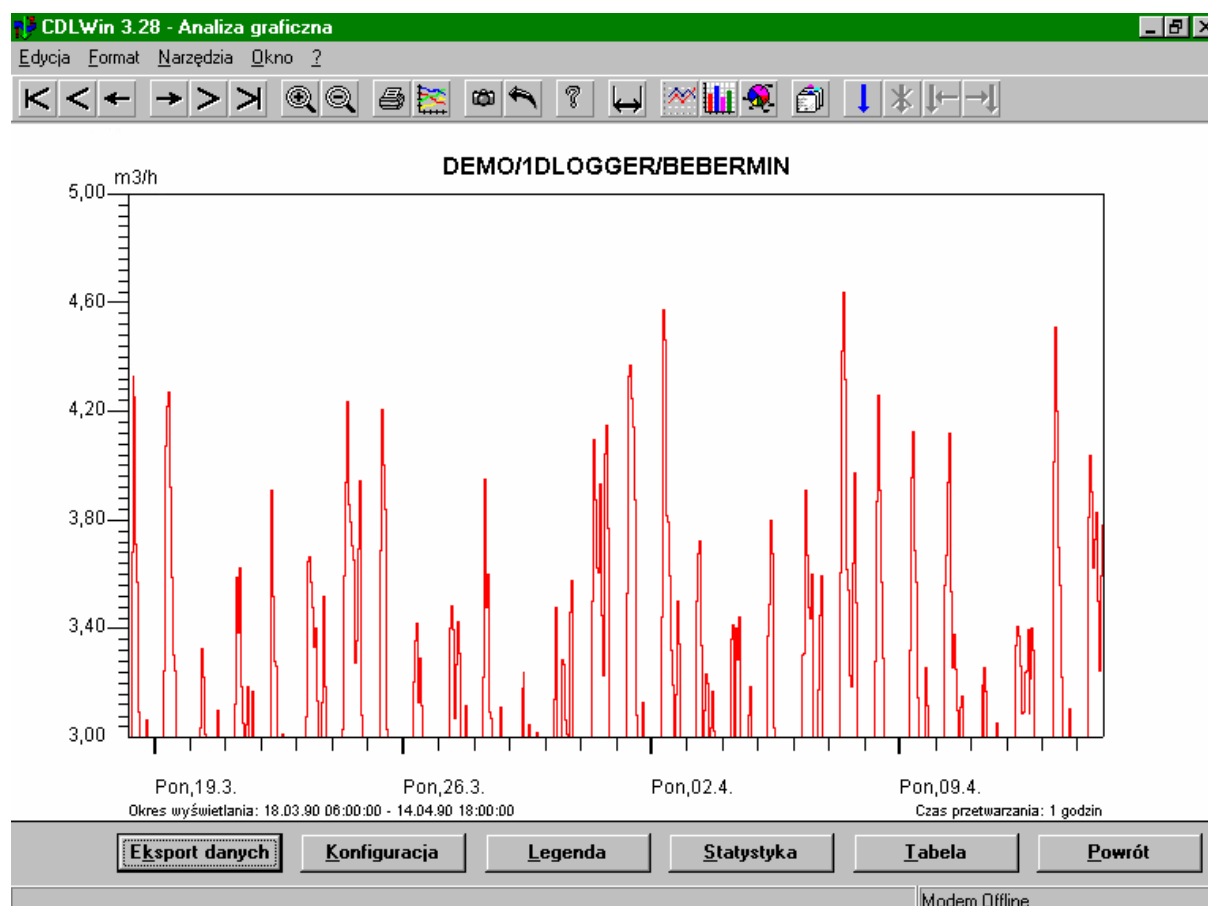 CDLWin 3.28 - Analiza graficzna
Edycja Format Narzędzia Okno ?
DEMO/1DLOGGER/BEBERMIN
m3/h
5,00
4,60
4,20
3,80
3,40
3,00
Pon,19.3. Pon,26.3. Pon,02.4. Pon,09.4.
Okres wyświetlania: 18.03.90 06:00:00 - 14.04.90 18:00:00 Czas przetwarzania: 1 godzin
Eksport danych Konfiguracja Legenda Statystyka Tabela Powrót
Modem Offline